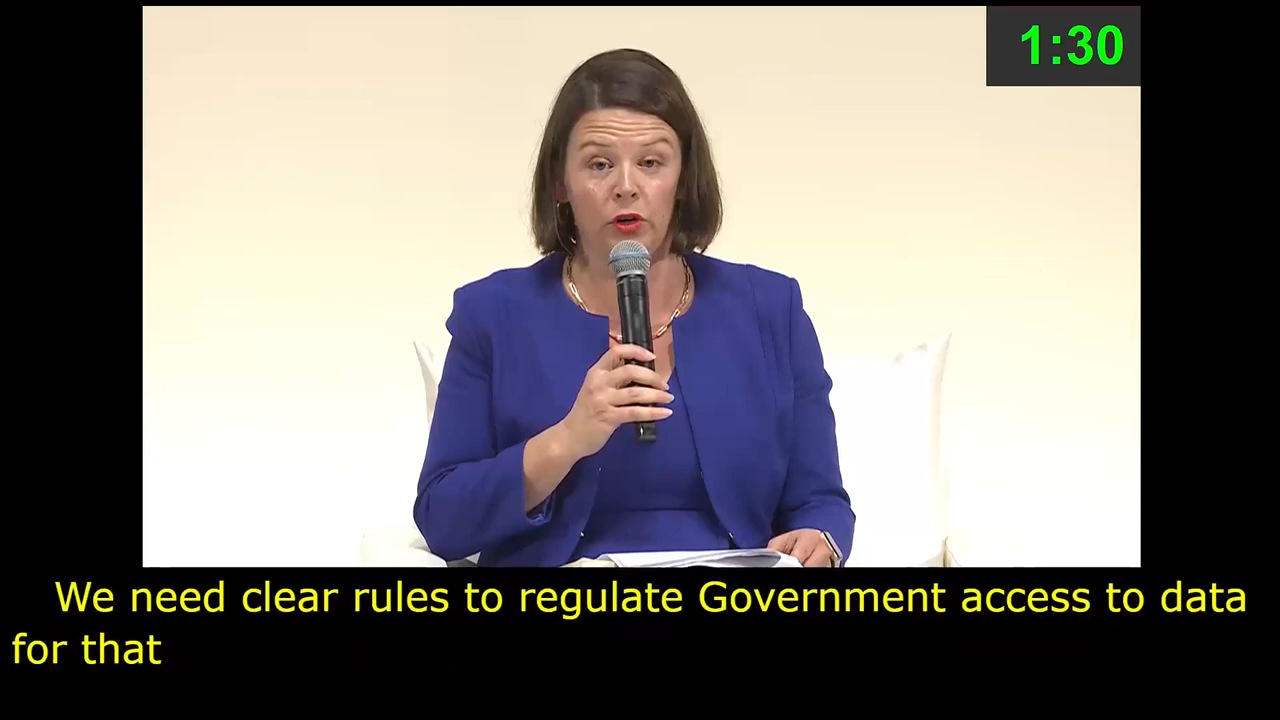 1:30
We need clear rules to regulate Government access to data
for that